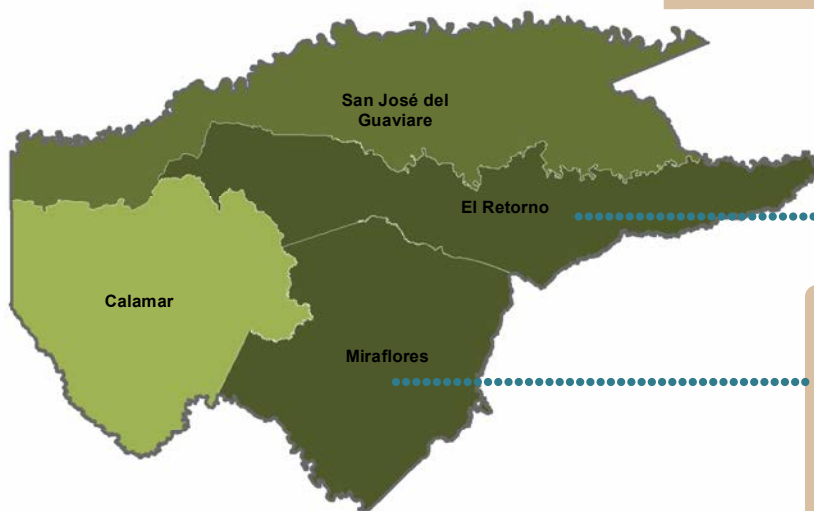 San José del
Guaviare
El Retorno
Calamar
Miraflores